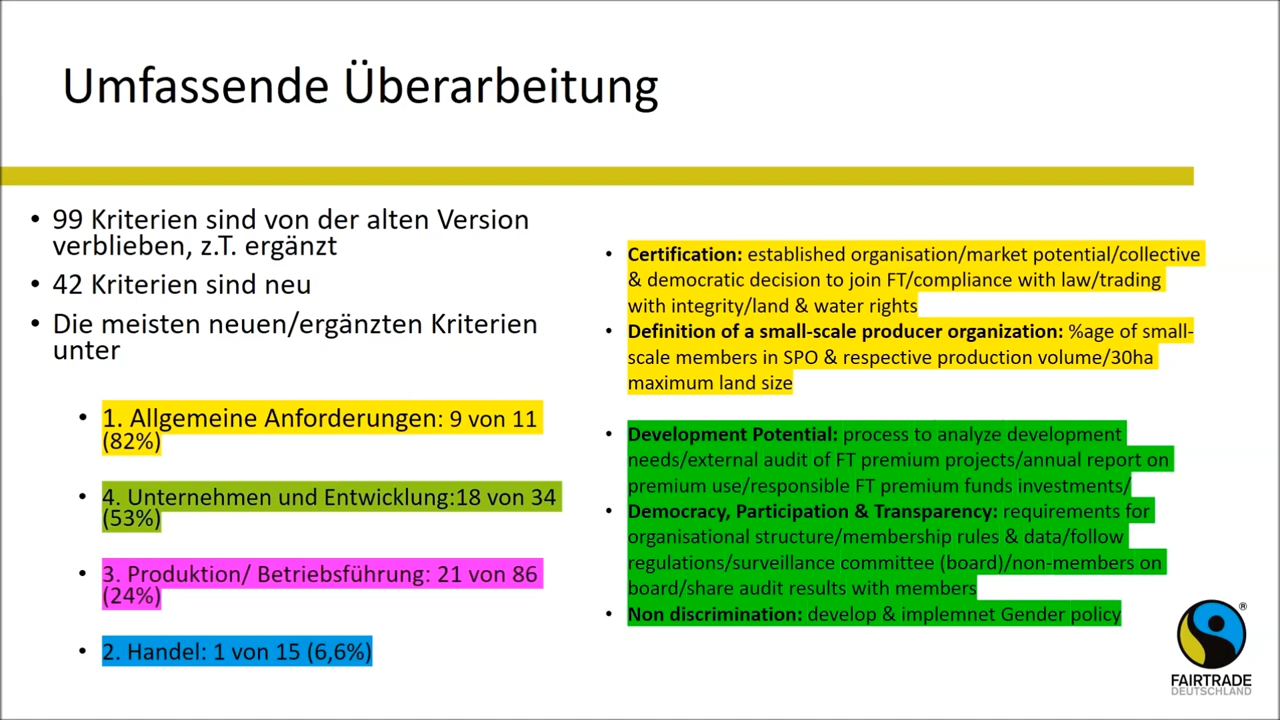 Umfassende Überarbeitung
• 99 Kriterien sind von der alten Version
verblieben, z.T. ergänzt
• 42 Kriterien sind neu
• Die meisten neuen/ergänzten Kriterien
unter
• 1. Allgemeine Anforderungen: 9 von 11
(82%)
• 4. Unternehmen und Entwicklung:18 von 34
(53%)
• 3. Produktion/ Betriebsführung: 21 von 86
(24%)
• 2. Handel: 1 von 15 (6,6%)
• Certification: established organisation/market potential/collective
& democratic decision to join FT/compliance with law/trading
with integrity/land & water rights
• Definition of a small-scale producer organization: %age of small-
scale members in SPO & respective production volume/30ha
maximum land size
• Development Potential: process to analyze development
needs/external audit of FT premium projects/annual report on
premium use/responsible FT premium funds investments/
• Democracy, Participation & Transparency: requirements for
organisational structure/membership rules & data/follow
regulations/surveillance committee (board)/non-members on
board/share audit results with members
• Non discrimination: develop & implemnet Gender policy
®
FAIRTRADE
DEUTSCHLAND